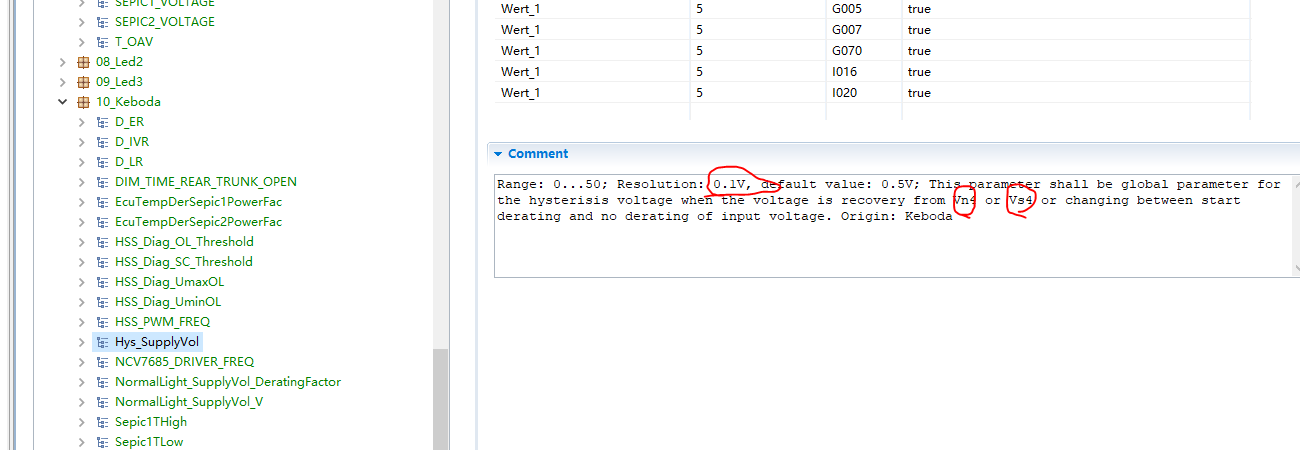 SEPIC1_VOLTAGE
SEPIC2_VOLTAGE
T_OAV
08_Led2
09_Led3
10_Keboda
D_ER
D_IVR
D_LR
DIM_TIME_REAR_TRUNK_OPEN
EcuTempDerSepic1PowerFac
EcuTempDerSepic2PowerFac
HSS_Diag_OL_Threshold
HSS_Diag_SC_Threshold
HSS_Diag_UmaxOL
HSS_Diag_UminOL
HSS_PWM_FREQ
Hys_SupplyVol
NCV7685_DRIVER_FREQ
NormalLight_SupplyVol_DeratingFactor
NormalLight_SupplyVol_V
Sepic1THigh
Sepic1TLow
Wert_1 5 G005 true
Wert_1 5 G007 true
Wert_1 5 G070 true
Wert_1 5 I016 true
Wert_1 5 I020 true
Comment
Range: 0...50; Resolution: 0.1V, default value: 0.5V; This parameter shall be global parameter for
the hysterisis voltage when the voltage is recovery from Vn4 or Vs4 or changing between start
derating and no derating of input voltage. Origin: Keboda